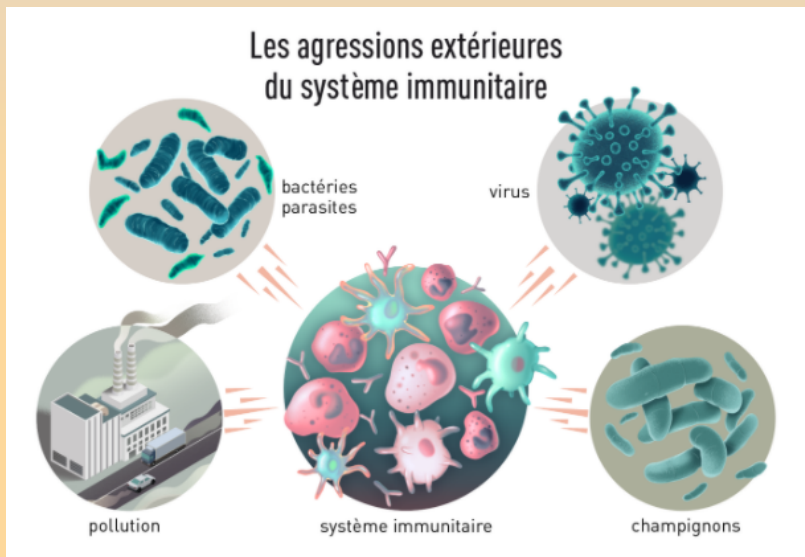 Les agressions extérieures
du système immunitaire
bactéries
parasites
virus
pollution
système immunitaire
champignons